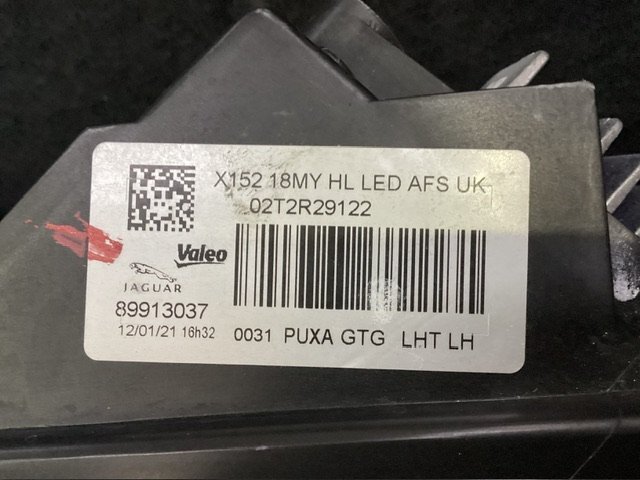 X152 18MY HL LED AFS UK
02T2R29122
Valeo
JAGUAR
89913037
12/01/21 16h32
0031 PUXA GTG LHT LH